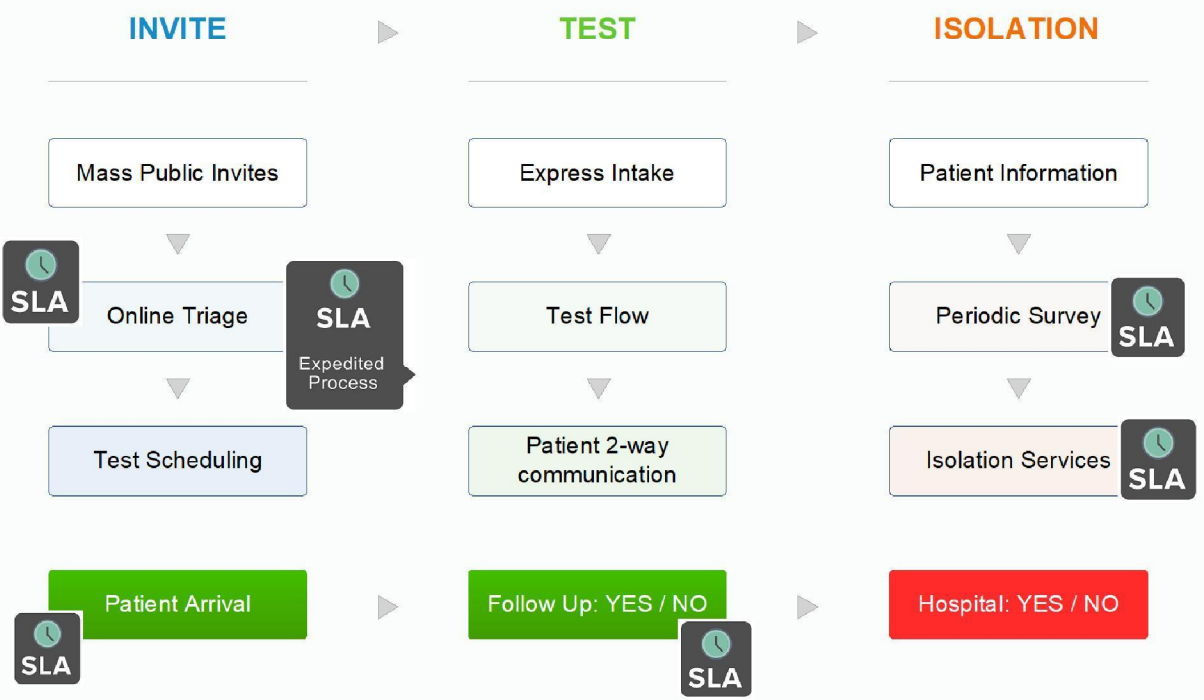 INVITE
TEST
ISOLATION
Mass Public Invites
Express Intake
Patient Information
SLA
Online Triage
SLA
Expedited
Process
Test Flow
Periodic Survey
SLA
Test Scheduling
Patient 2-way
communication
Isolation Services
SLA
Patient Arrival
SLA
Follow Up: YES / NO
SLA
Hospital: YES / NO